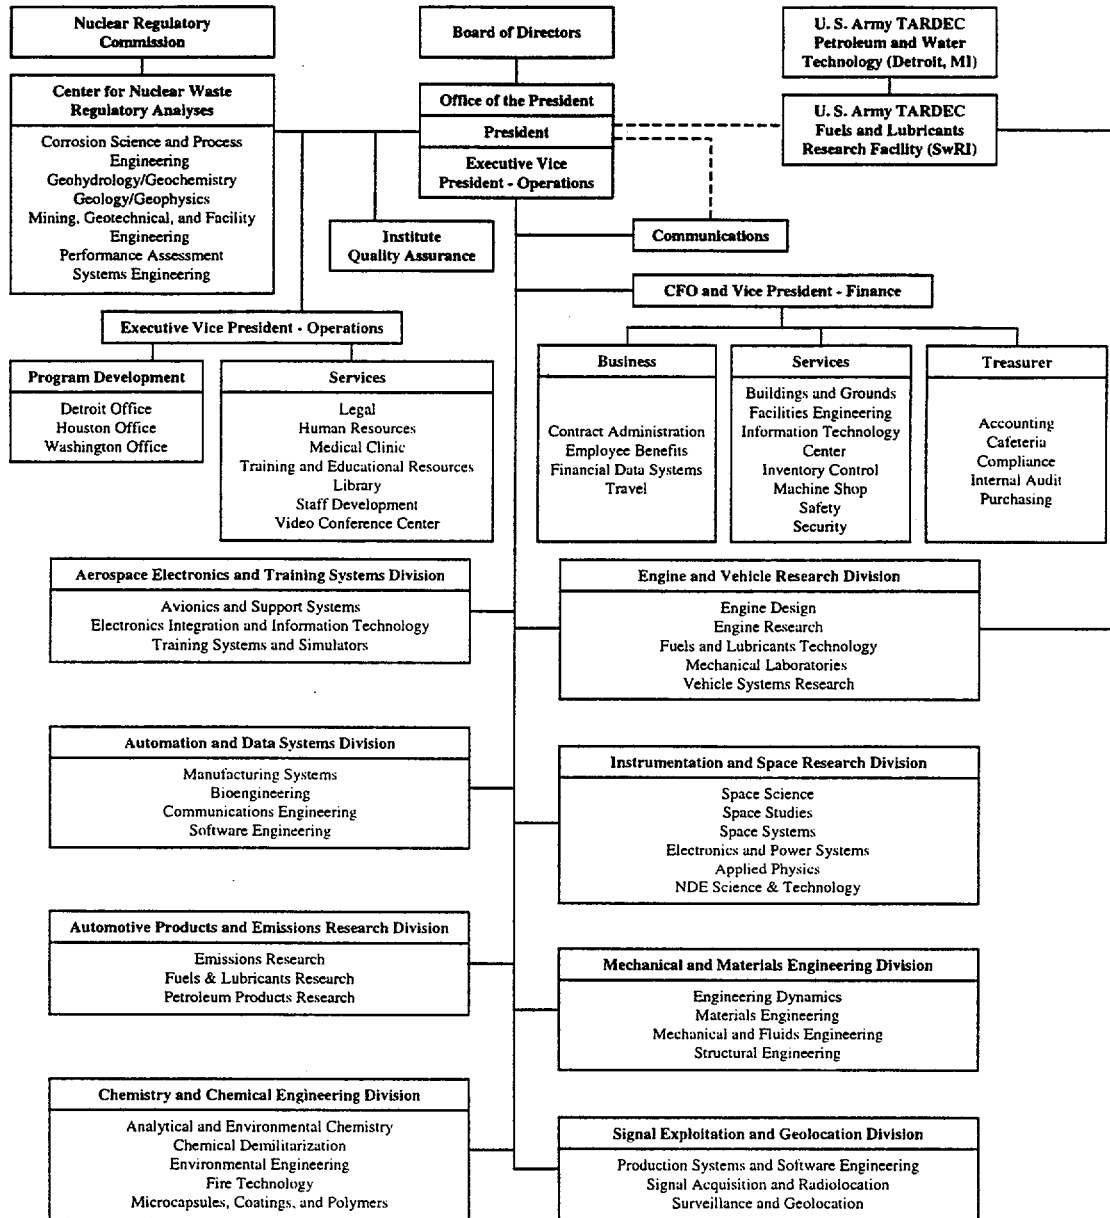 Nuclear Regulatory
Commission
Board of Directors
U. S. Army TARDEC
Petroleum and Water
Technology (Detroit, MI)
Center for Nuclear Waste
Regulatory Analyses
Corrosion Science and Process
Engineering
Geohydrology/Geochemistry
Geology/Geophysics
Mining, Geotechnical, and Facility
Engineering
Performance Assessment
Systems Engineering
Office of the President
President
Executive Vice
President - Operations
U. S. Army TARDEC
Fuels and Lubricants
Research Facility (SwRI)
Institute
Quality Assurance
Communications
CFO and Vice President - Finance
Executive Vice President - Operations
Program Development
Detroit Office
Houston Office
Washington Office
Services
Legal
Human Resources
Medical Clinic
Training and Educational Resources
Library
Staff Development
Video Conference Center
Business
Contract Administration
Employee Benefits
Financial Data Systems
Travel
Services
Buildings and Grounds
Facilities Engineering
Information Technology
Center
Inventory Control
Machine Shop
Safety
Security
Treasurer
Accounting
Cafeteria
Compliance
Internal Audit
Purchasing
Aerospace Electronics and Training Systems Division
Avionics and Support Systems
Electronics Integration and Information Technology
Training Systems and Simulators
Engine and Vehicle Research Division
Engine Design
Engine Research
Fuels and Lubricants Technology
Mechanical Laboratories
Vehicle Systems Research
Automation and Data Systems Division
Manufacturing Systems
Bioengineering
Communications Engineering
Software Engineering
Instrumentation and Space Research Division
Space Science
Space Studies
Space Systems
Electronics and Power Systems
Applied Physics
NDE Science & Technology
Automotive Products and Emissions Research Division
Emissions Research
Fuels & Lubricants Research
Petroleum Products Research
Mechanical and Materials Engineering Division
Engineering Dynamics
Materials Engineering
Mechanical and Fluids Engineering
Structural Engineering
Chemistry and Chemical Engineering Division
Analytical and Environmental Chemistry
Chemical Demilitarization
Environmental Engineering
Fire Technology
Microcapsules, Coatings, and Polymers
Signal Exploitation and Geolocation Division
Production Systems and Software Engineering
Signal Acquisition and Radiolocation
Surveillance and Geolocation